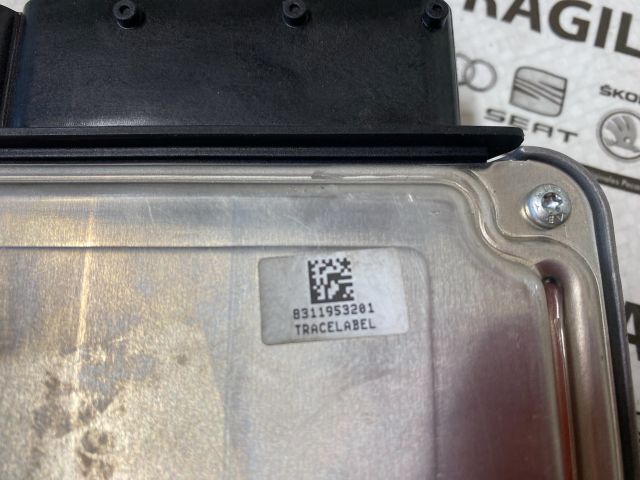 RAGIL
SEAT
ŠKO
8311953201
TRACELABEL